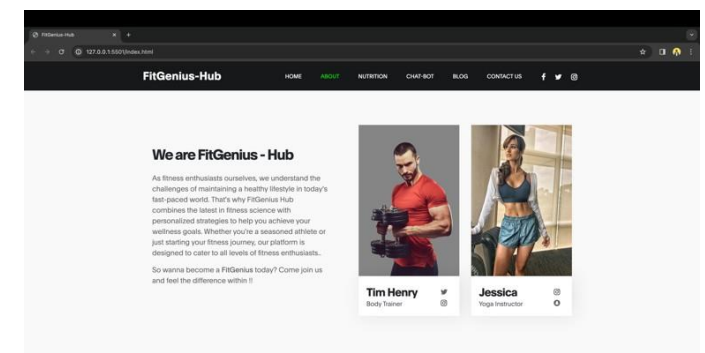 FitGenius-Hub
127.0.0.1:5501/index.html
FitGenius-Hub
HOME ABOUT NUTRITION CHAT-BOT BLOG CONTACT US
We are FitGenius - Hub
As fitness enthusiasts ourselves, we understand the
challenges of maintaining a healthy lifestyle in today's
fast-paced world. That's why FitGenius Hub
combines the latest in fitness science with
personalized strategies to help you achieve your
wellness goals. Whether you're a seasoned athlete or
just starting your fitness journey, our platform is
designed to cater to all levels of fitness enthusiasts..
So wanna become a FitGenius today? Come join us
and feel the difference within !!
Tim Henry
Body Trainer
Jessica
Yoga Instructor